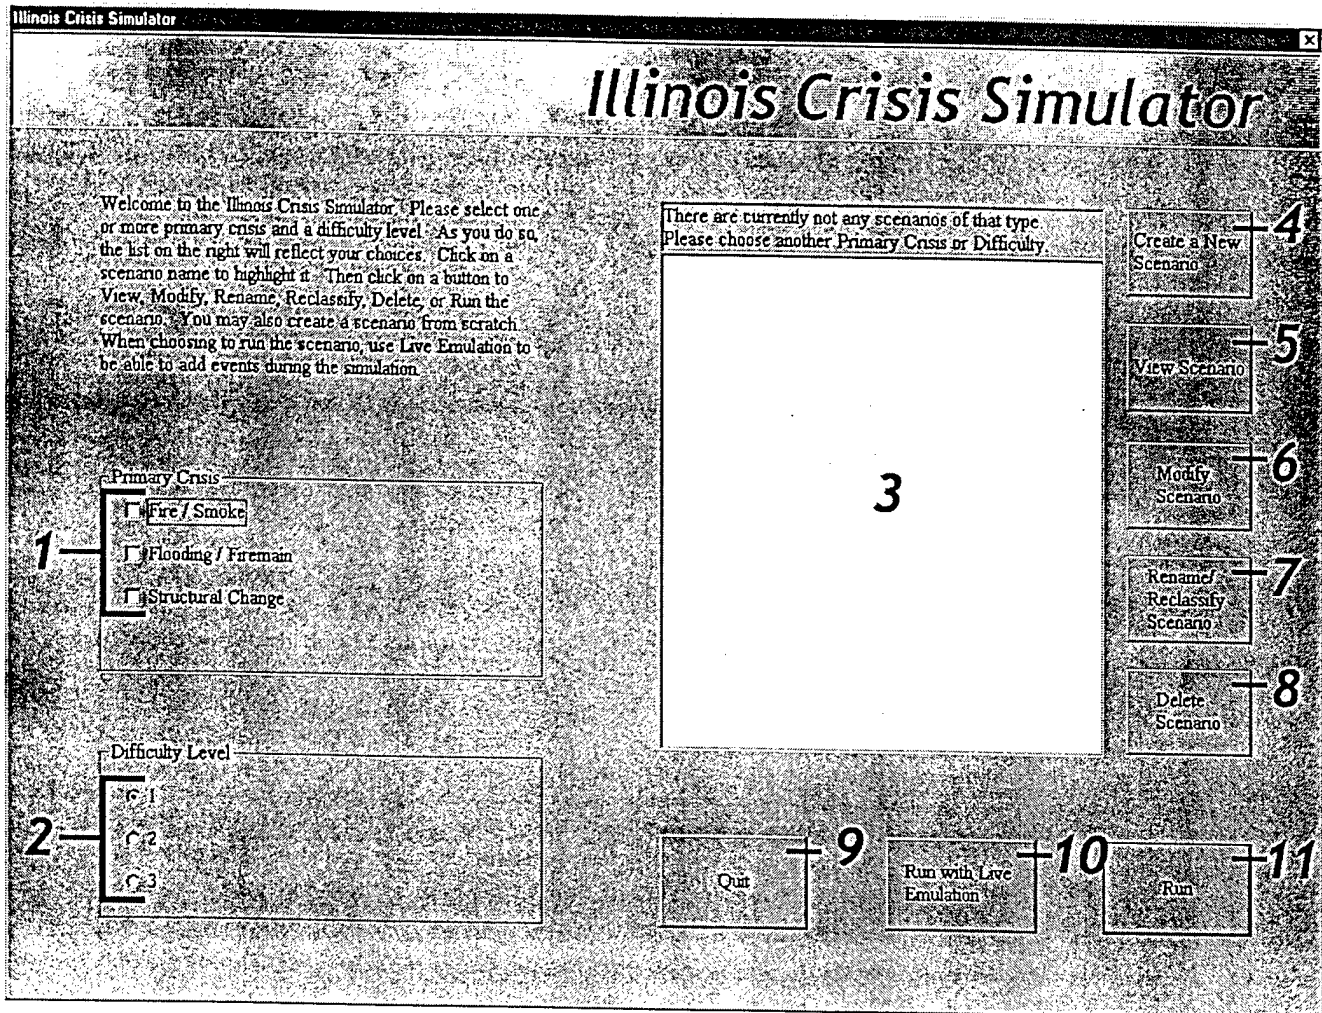 Illinois Crisis Simulator
Illinois Crisis Simulator
Welcome to the Illinois Crisis Simulator. Please select one
or more primary crisis and a difficulty level. As you do so,
the list on the right will reflect your choices. Click on a
scenario name to highlight it. Then click on a button to
View, Modify, Rename, Reclassify, Delete, or Run the
scenario. You may also create a scenario from scratch.
When choosing to run the scenario, use Live Emulation to
be able to add events during the simulation.
Primary Crisis
1
Fire / Smoke
Flooding / Firemain
Structural Change
Difficulty Level
2
1
2
3
There are currently not any scenarios of that type.
Please choose another Primary Crisis or Difficulty.
3
Create a New
Scenario
4
View Scenario
5
Modify
Scenario
6
Rename/
Reclassify
Scenario
7
Delete
Scenario
8
Quit
9
Run with Live
Emulation
10
Run
11